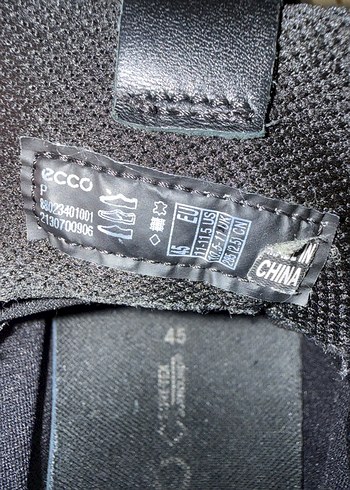 ecco
P
88023401001
2130700906
45 EU
11-11.5 US
10.5-11 UK
285 (2.5) CN
MADE IN
CHINA
45